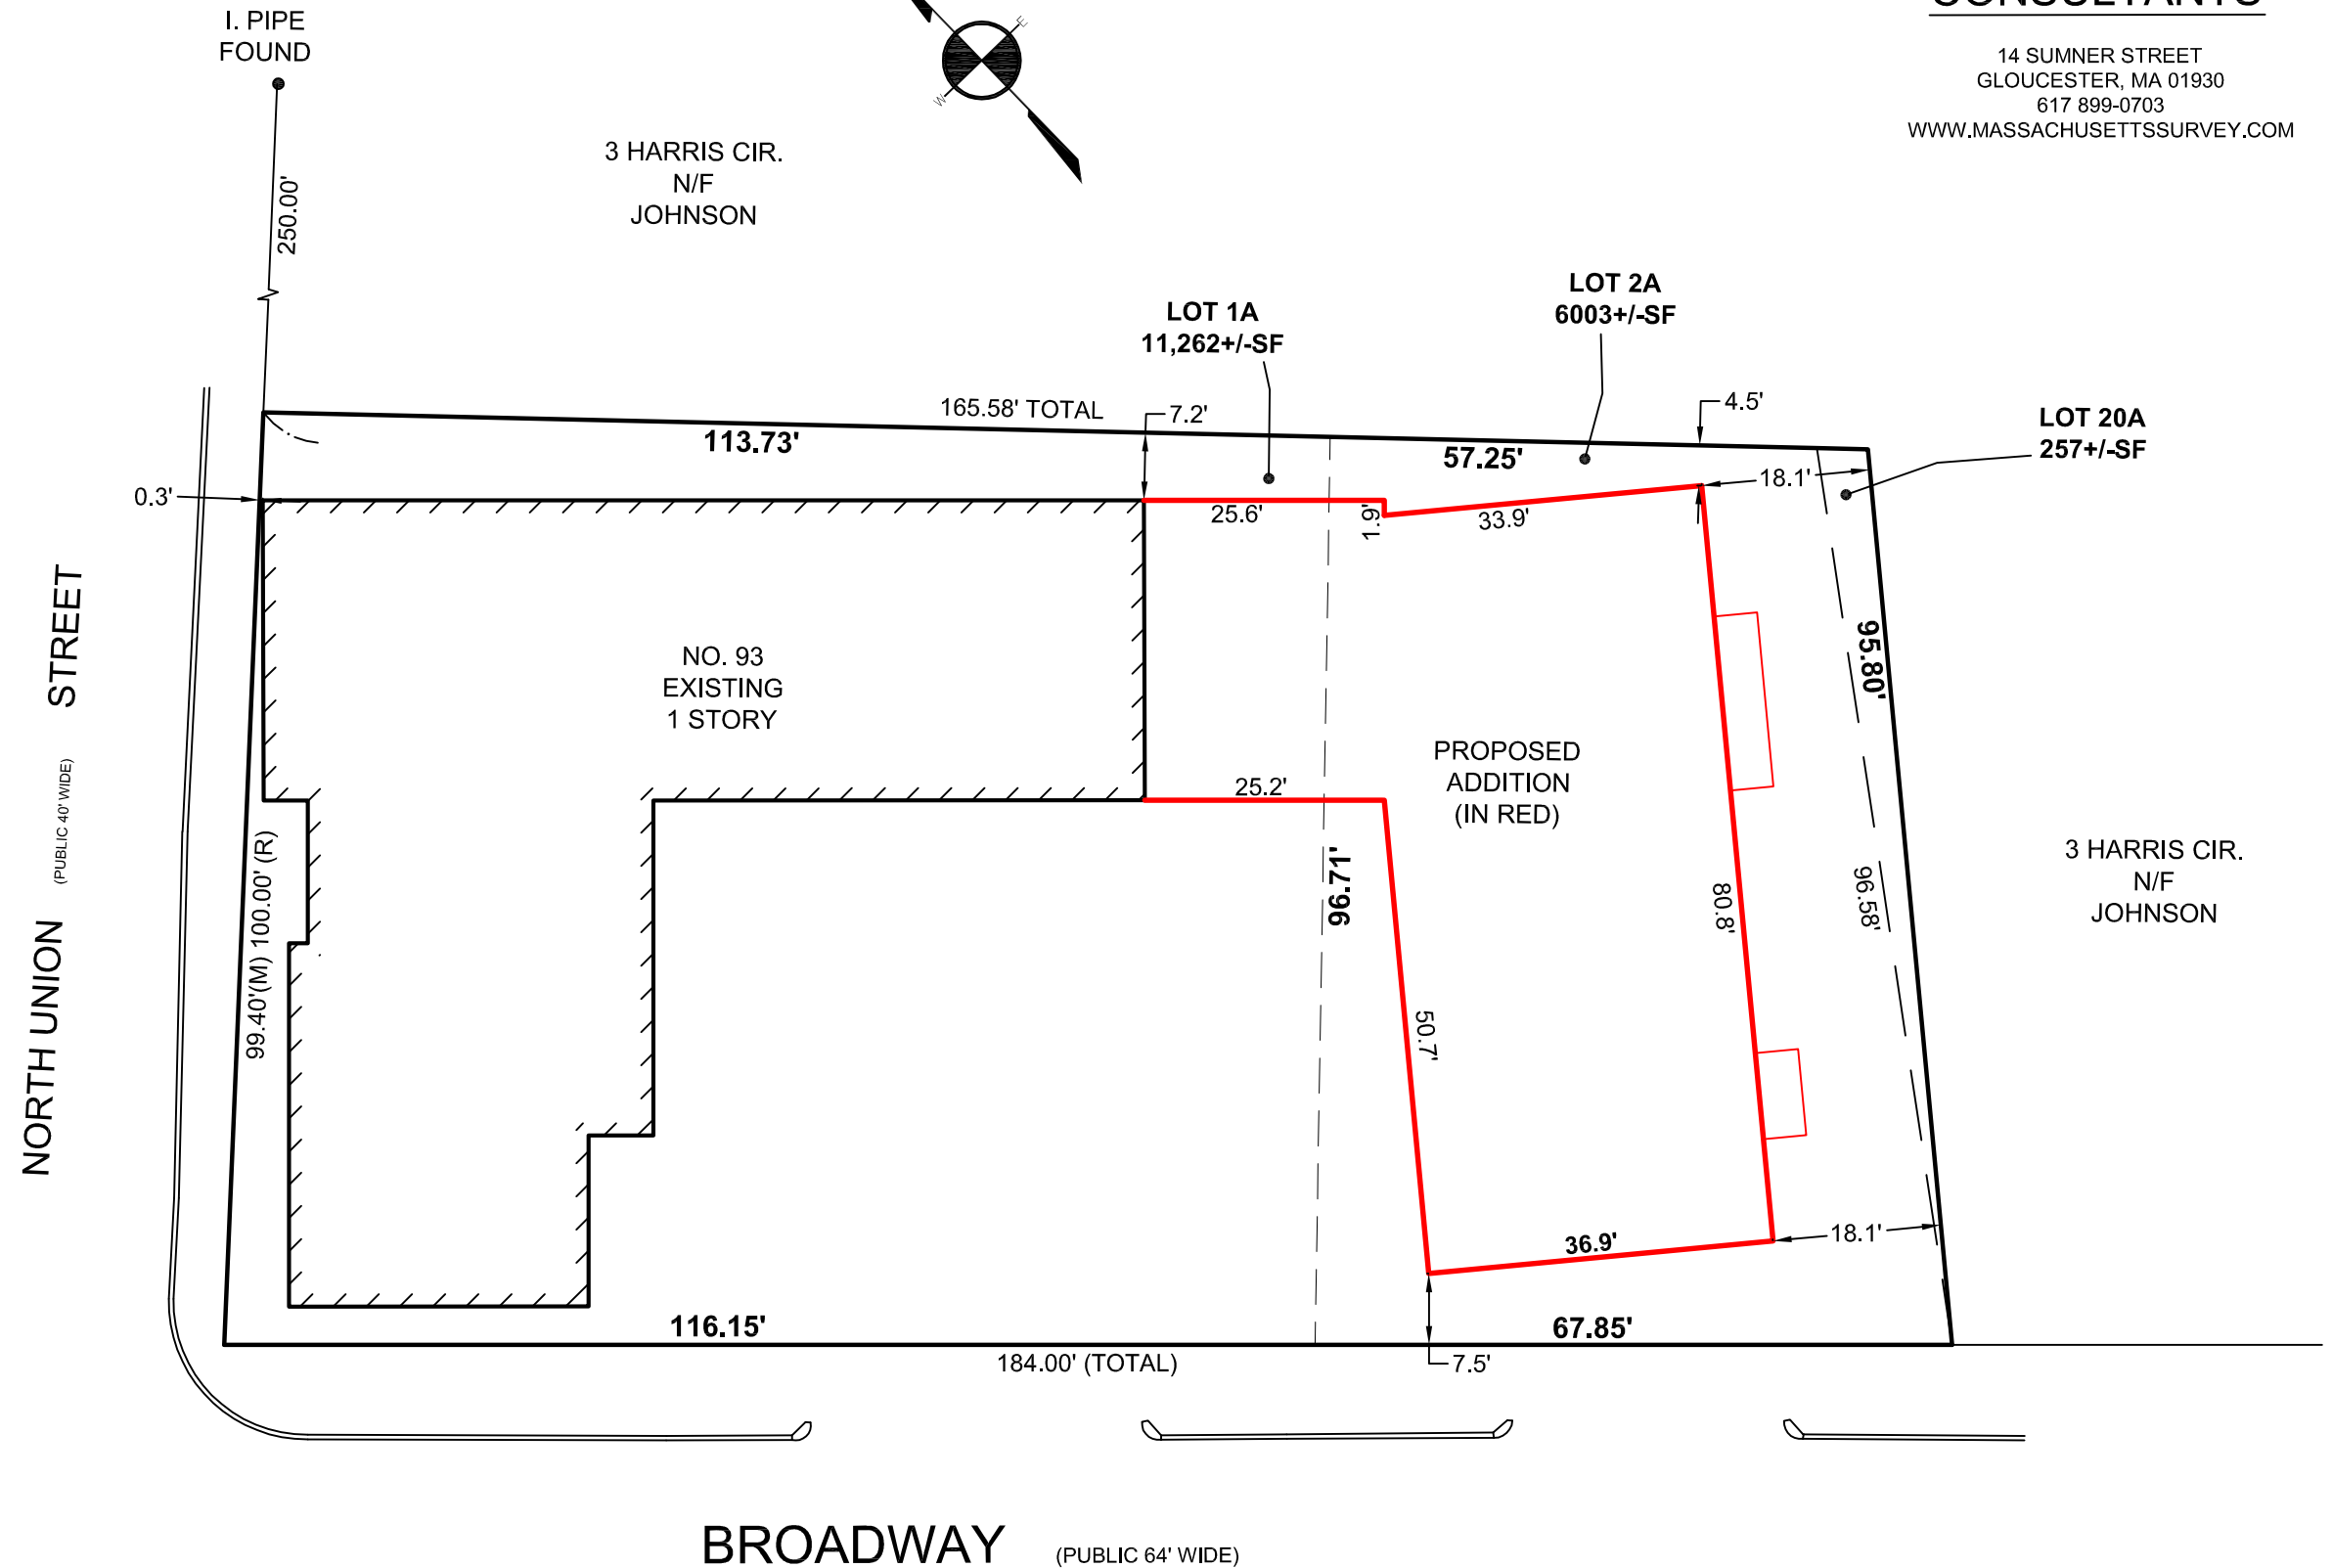 I. PIPE
FOUND
E
W
CONSULTANTS
14 SUMNER STREET
GLOUCESTER, MA 01930
617 899-0703
WWW.MASSACHUSETTSSURVEY.COM
250.00'
3 HARRIS CIR.
N/F
JOHNSON
LOT 1A
11,262+/-SF
LOT 2A
6003+/-SF
LOT 20A
257+/-SF
165.58' TOTAL
7.2'
4.5'
113.73'
57.25'
18.1'
0.3'
25.6'
1.9'
33.9'
NO. 93
EXISTING
1 STORY
95.80'
PROPOSED
ADDITION
(IN RED)
25.2'
96.71'
80.8'
96.58'
3 HARRIS CIR.
N/F
JOHNSON
NORTH UNION (PUBLIC 40' WIDE) STREET
99.40'(M) 100.00' (R)
50.7'
36.9'
18.1'
116.15'
67.85'
184.00' (TOTAL)
7.5'
BROADWAY (PUBLIC 64' WIDE)